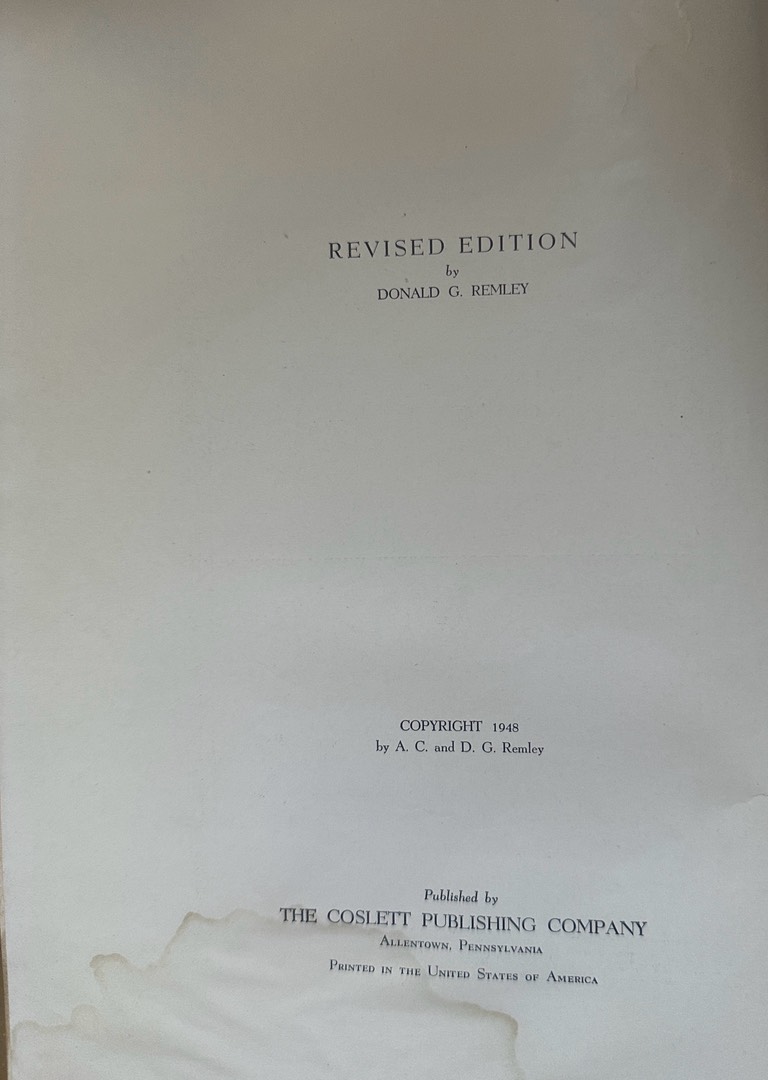 REVISED EDITION
by
DONALD G. REMLEY
COPYRIGHT 1948
by A. C. and D. G. Remley
Published by
THE COSLETT PUBLISHING COMPANY
Allentown, Pennsylvania
Printed in the United States of America